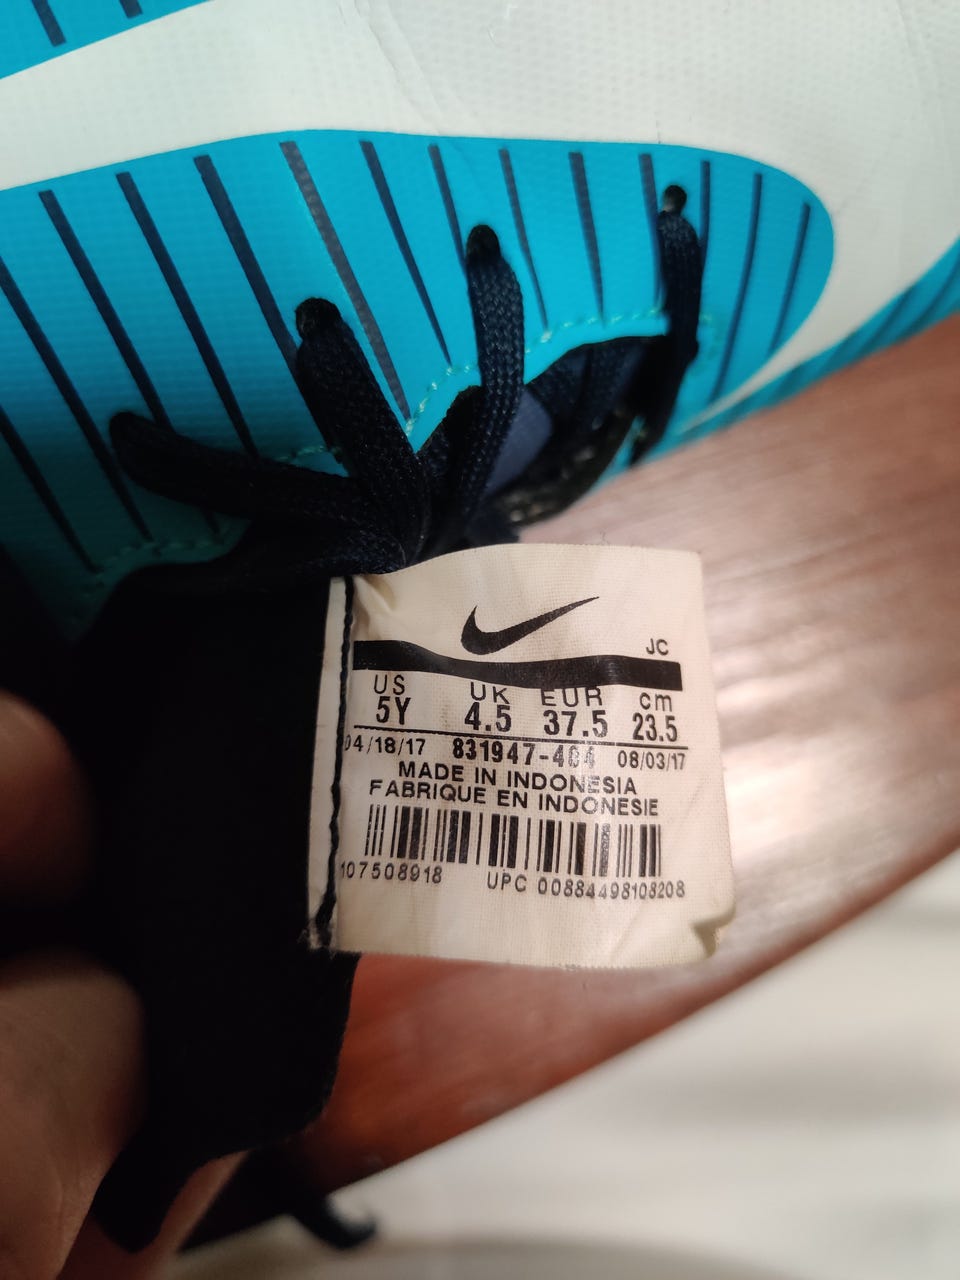 JC
US UK EUR cm
5Y 4.5 37.5 23.5
04/18/17 831947-404 08/03/17
MADE IN INDONESIA
FABRIQUE EN INDONESIE
107508918 UPC 00884498108208